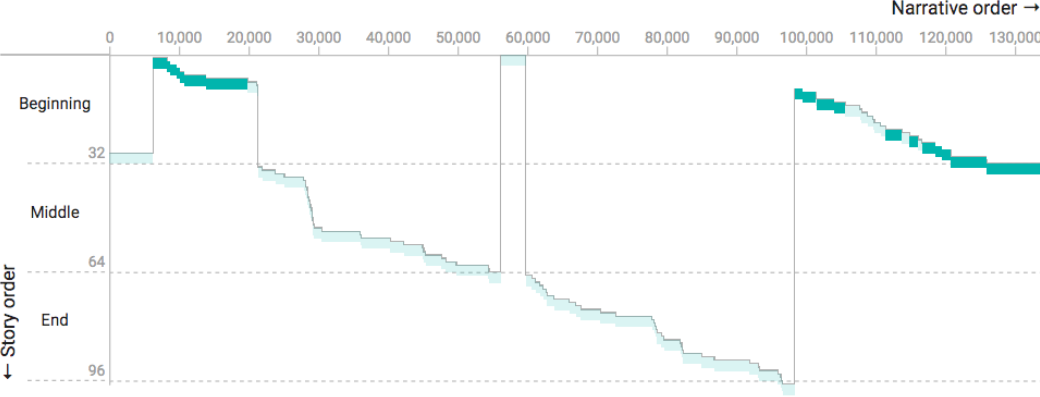 Narrative order →
0 10,000 20,000 30,000 40,000 50,000 60,000 70,000 80,000 90,000 100,000 110,000 120,000 130,000
Beginning
32
Middle
64
End
96
← Story order